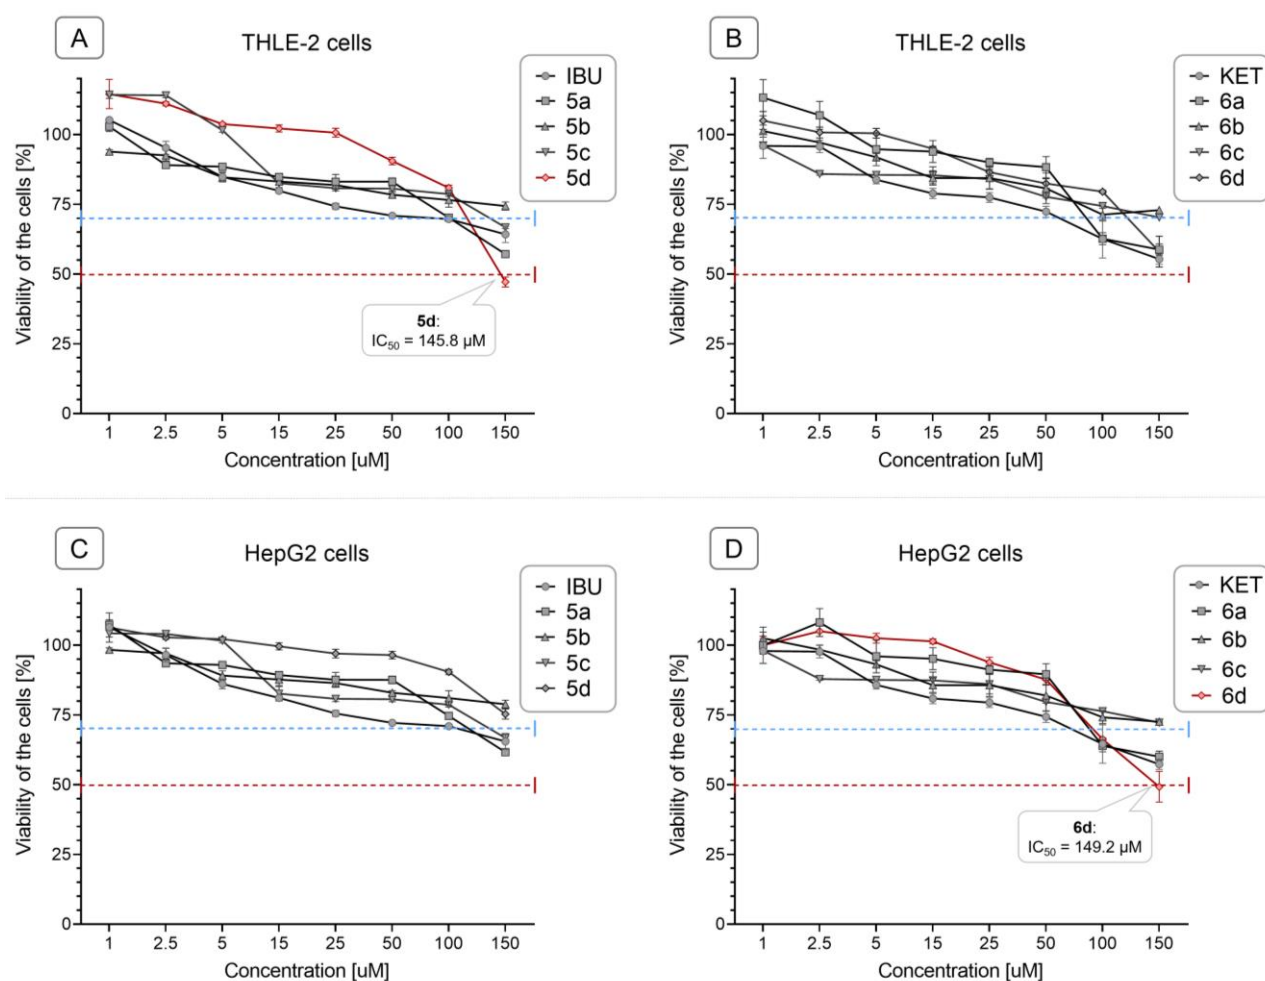 A
THLE-2 cells
IBU
5a
5b
5c
5d
Viability of the cells [%]
100
75
50
25
0
5d:
IC₅₀ = 145.8 µM
1 2.5 5 15 25 50 100 150
Concentration [uM]
B
THLE-2 cells
KET
6a
6b
6c
6d
Viability of the cells [%]
100
75
50
25
0
1 2.5 5 15 25 50 100 150
Concentration [uM]
C
HepG2 cells
IBU
5a
5b
5c
5d
Viability of the cells [%]
100
75
50
25
0
1 2.5 5 15 25 50 100 150
Concentration [uM]
D
HepG2 cells
KET
6a
6b
6c
6d
Viability of the cells [%]
100
75
50
25
0
6d:
IC₅₀ = 149.2 µM
1 2.5 5 15 25 50 100 150
Concentration [uM]